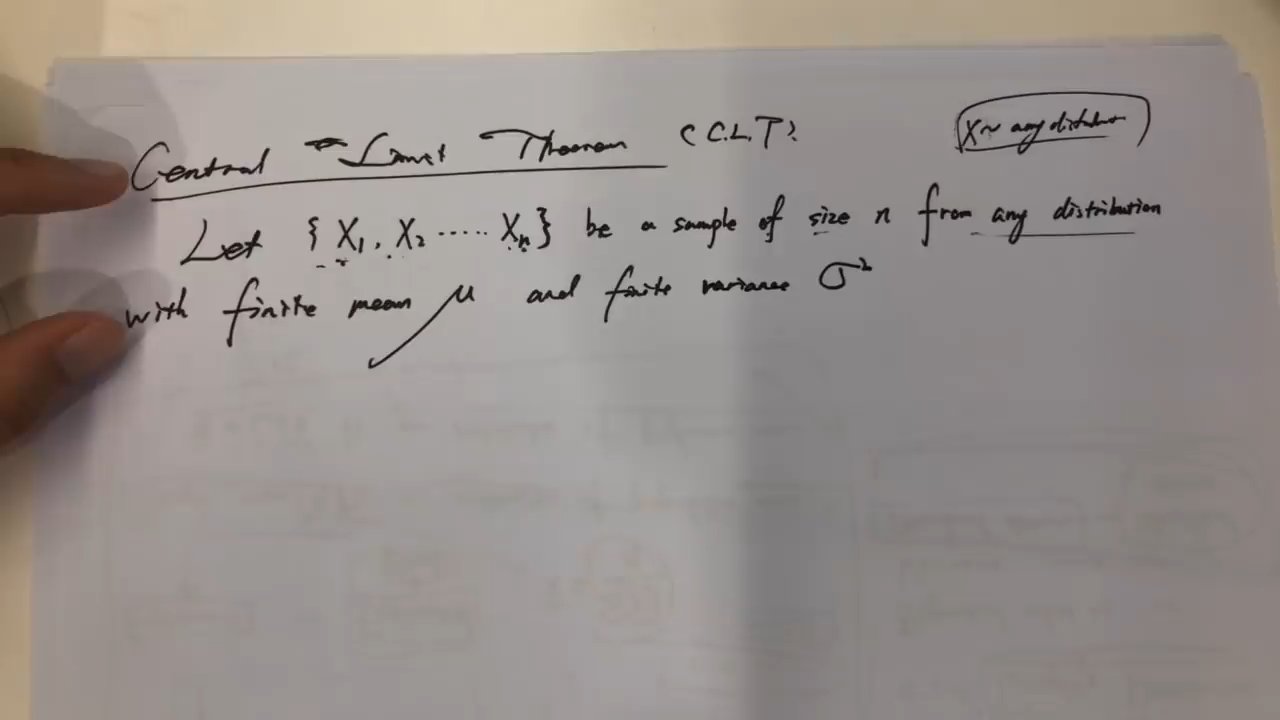 Central Limit Theorem (C.L.T)
X ~ any distribution
Let { X₁, X₂ ..... Xₙ } be a sample of size n from any distribution
with finite mean μ and finite variance σ²